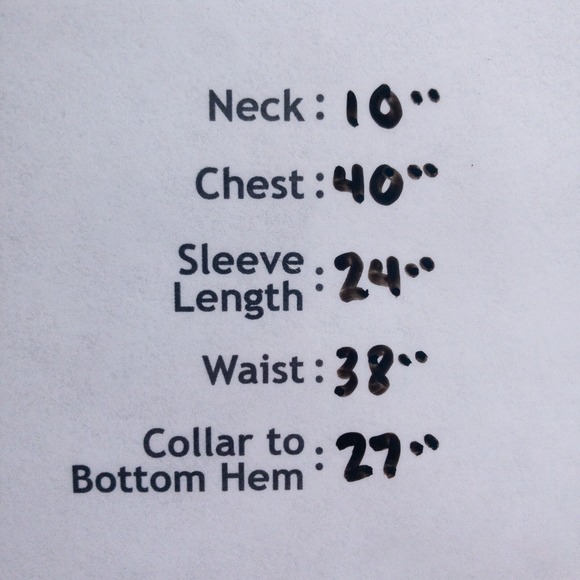 Neck: 10"
Chest: 40"
Sleeve
Length: 24"
Waist: 38"
Collar to
Bottom Hem: 27"